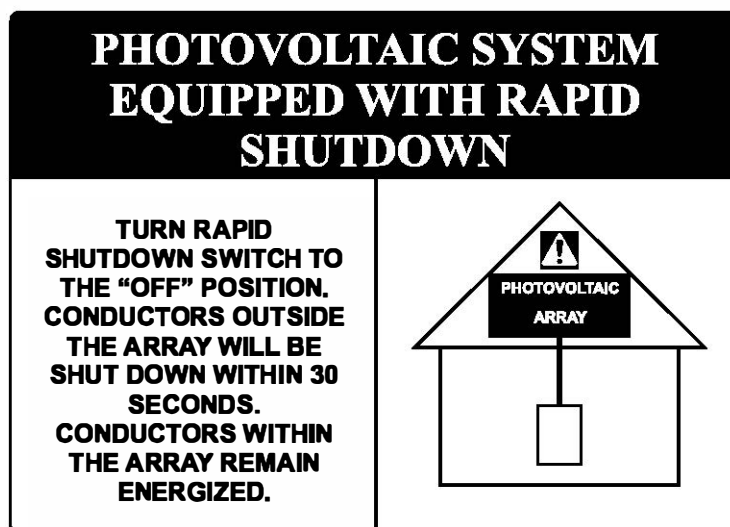 PHOTOVOLTAIC SYSTEM
EQUIPPED WITH RAPID
SHUTDOWN
TURN RAPID
SHUTDOWN SWITCH TO
THE “OFF” POSITION.
CONDUCTORS OUTSIDE
THE ARRAY WILL BE
SHUT DOWN WITHIN 30
SECONDS.
CONDUCTORS WITHIN
THE ARRAY REMAIN
ENERGIZED.
!
PHOTOVOLTAIC
ARRAY